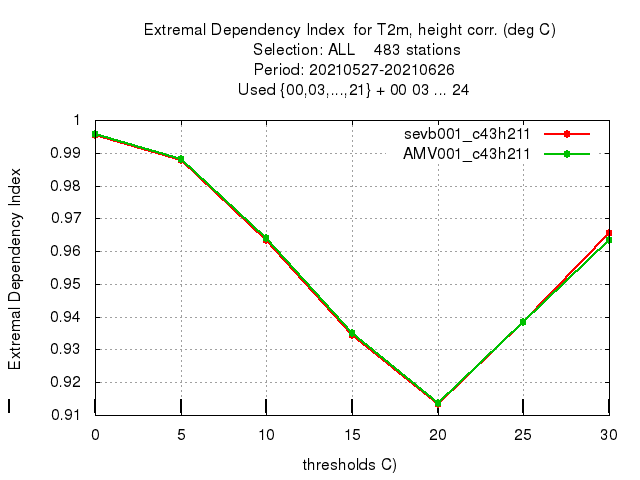 Extremal Dependency Index  for T2m, height corr. (deg C)
Selection: ALL    483 stations
Period: 20210527-20210626
Used {00,03,...,21} + 00 03 ... 24
sevb001_c43h211
AMV001_c43h211
1
0.99
0.98
0.97
0.96
0.95
0.94
0.93
0.92
0.91
Extremal Dependency Index
0 5 10 15 20 25 30
thresholds C)